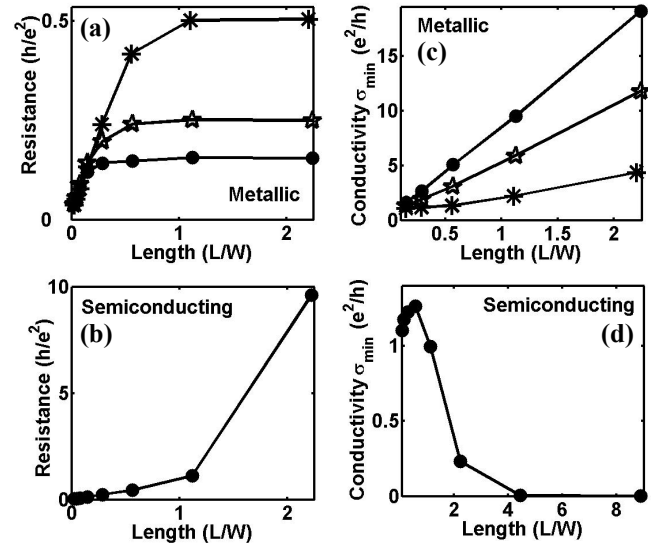 (a)
0.5
0
Resistance (h/e²)
Metallic
0 1 2
Length (L/W)
(c)
Metallic
15
10
5
0
Conductivity σmin (e²/h)
0.5 1 1.5 2
Length (L/W)
(b)
Semiconducting
10
5
0
Resistance (h/e²)
0 1 2
Length (L/W)
(d)
Semiconducting
1
0.5
0
Conductivity σmin (e²/h)
2 4 6 8
Length (L/W)